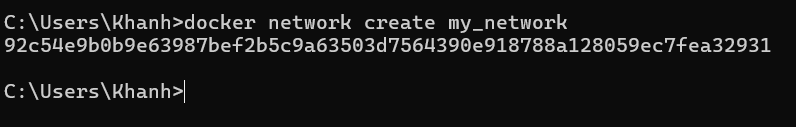 C:\Users\Khanh>docker network create my_network
92c54e9b0b9e63987bef2b5c9a63503d7564390e918788a128059ec7fea32931
C:\Users\Khanh>